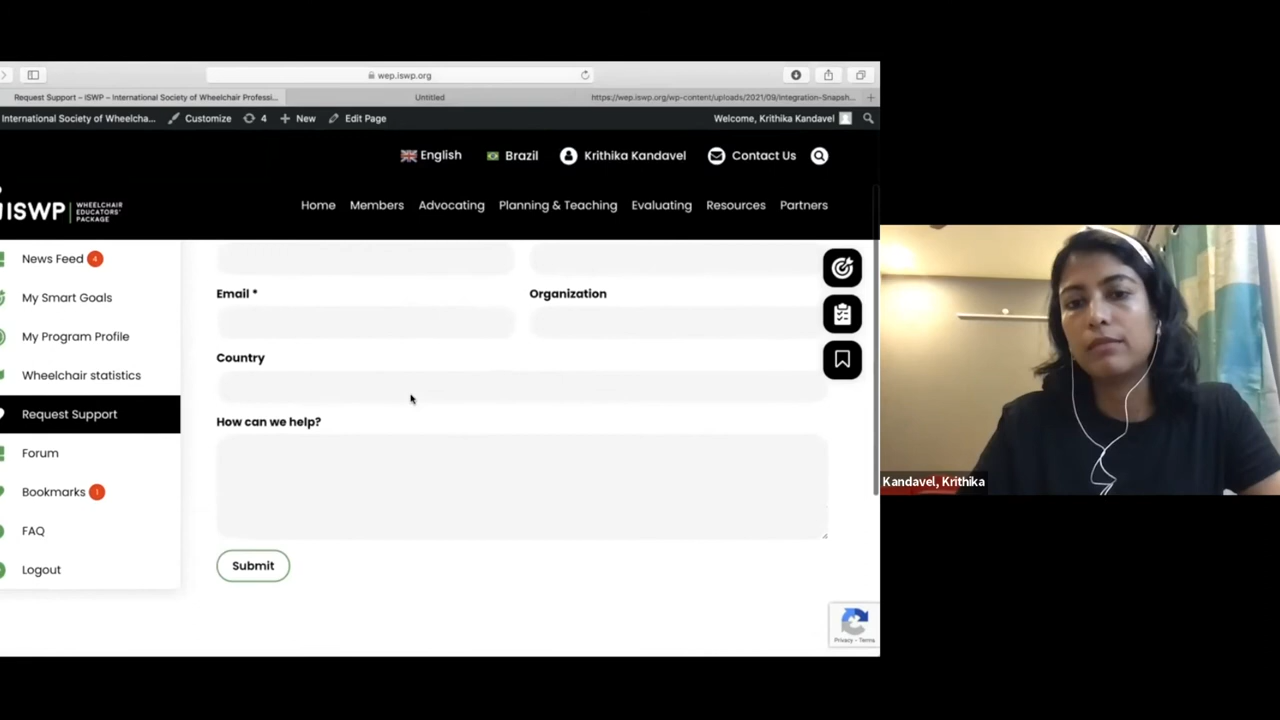 wep.iswp.org
Request Support – ISWP – International Society of Wheelchair Professi...
Untitled
https://wep.iswp.org/wp-content/uploads/2021/09/Integration-Snapsh...
International Society of Wheelcha...
Customize
4
New
Edit Page
Welcome, Krithika Kandavel
English
Brazil
Krithika Kandavel
Contact Us
ISWP
WHEELCHAIR
EDUCATORS'
PACKAGE
Home
Members
Advocating
Planning & Teaching
Evaluating
Resources
Partners
News Feed 4
My Smart Goals
My Program Profile
Wheelchair statistics
Request Support
Forum
Bookmarks 1
FAQ
Logout
Email *
Organization
Country
How can we help?
Submit
Privacy - Terms
Kandavel, Krithika